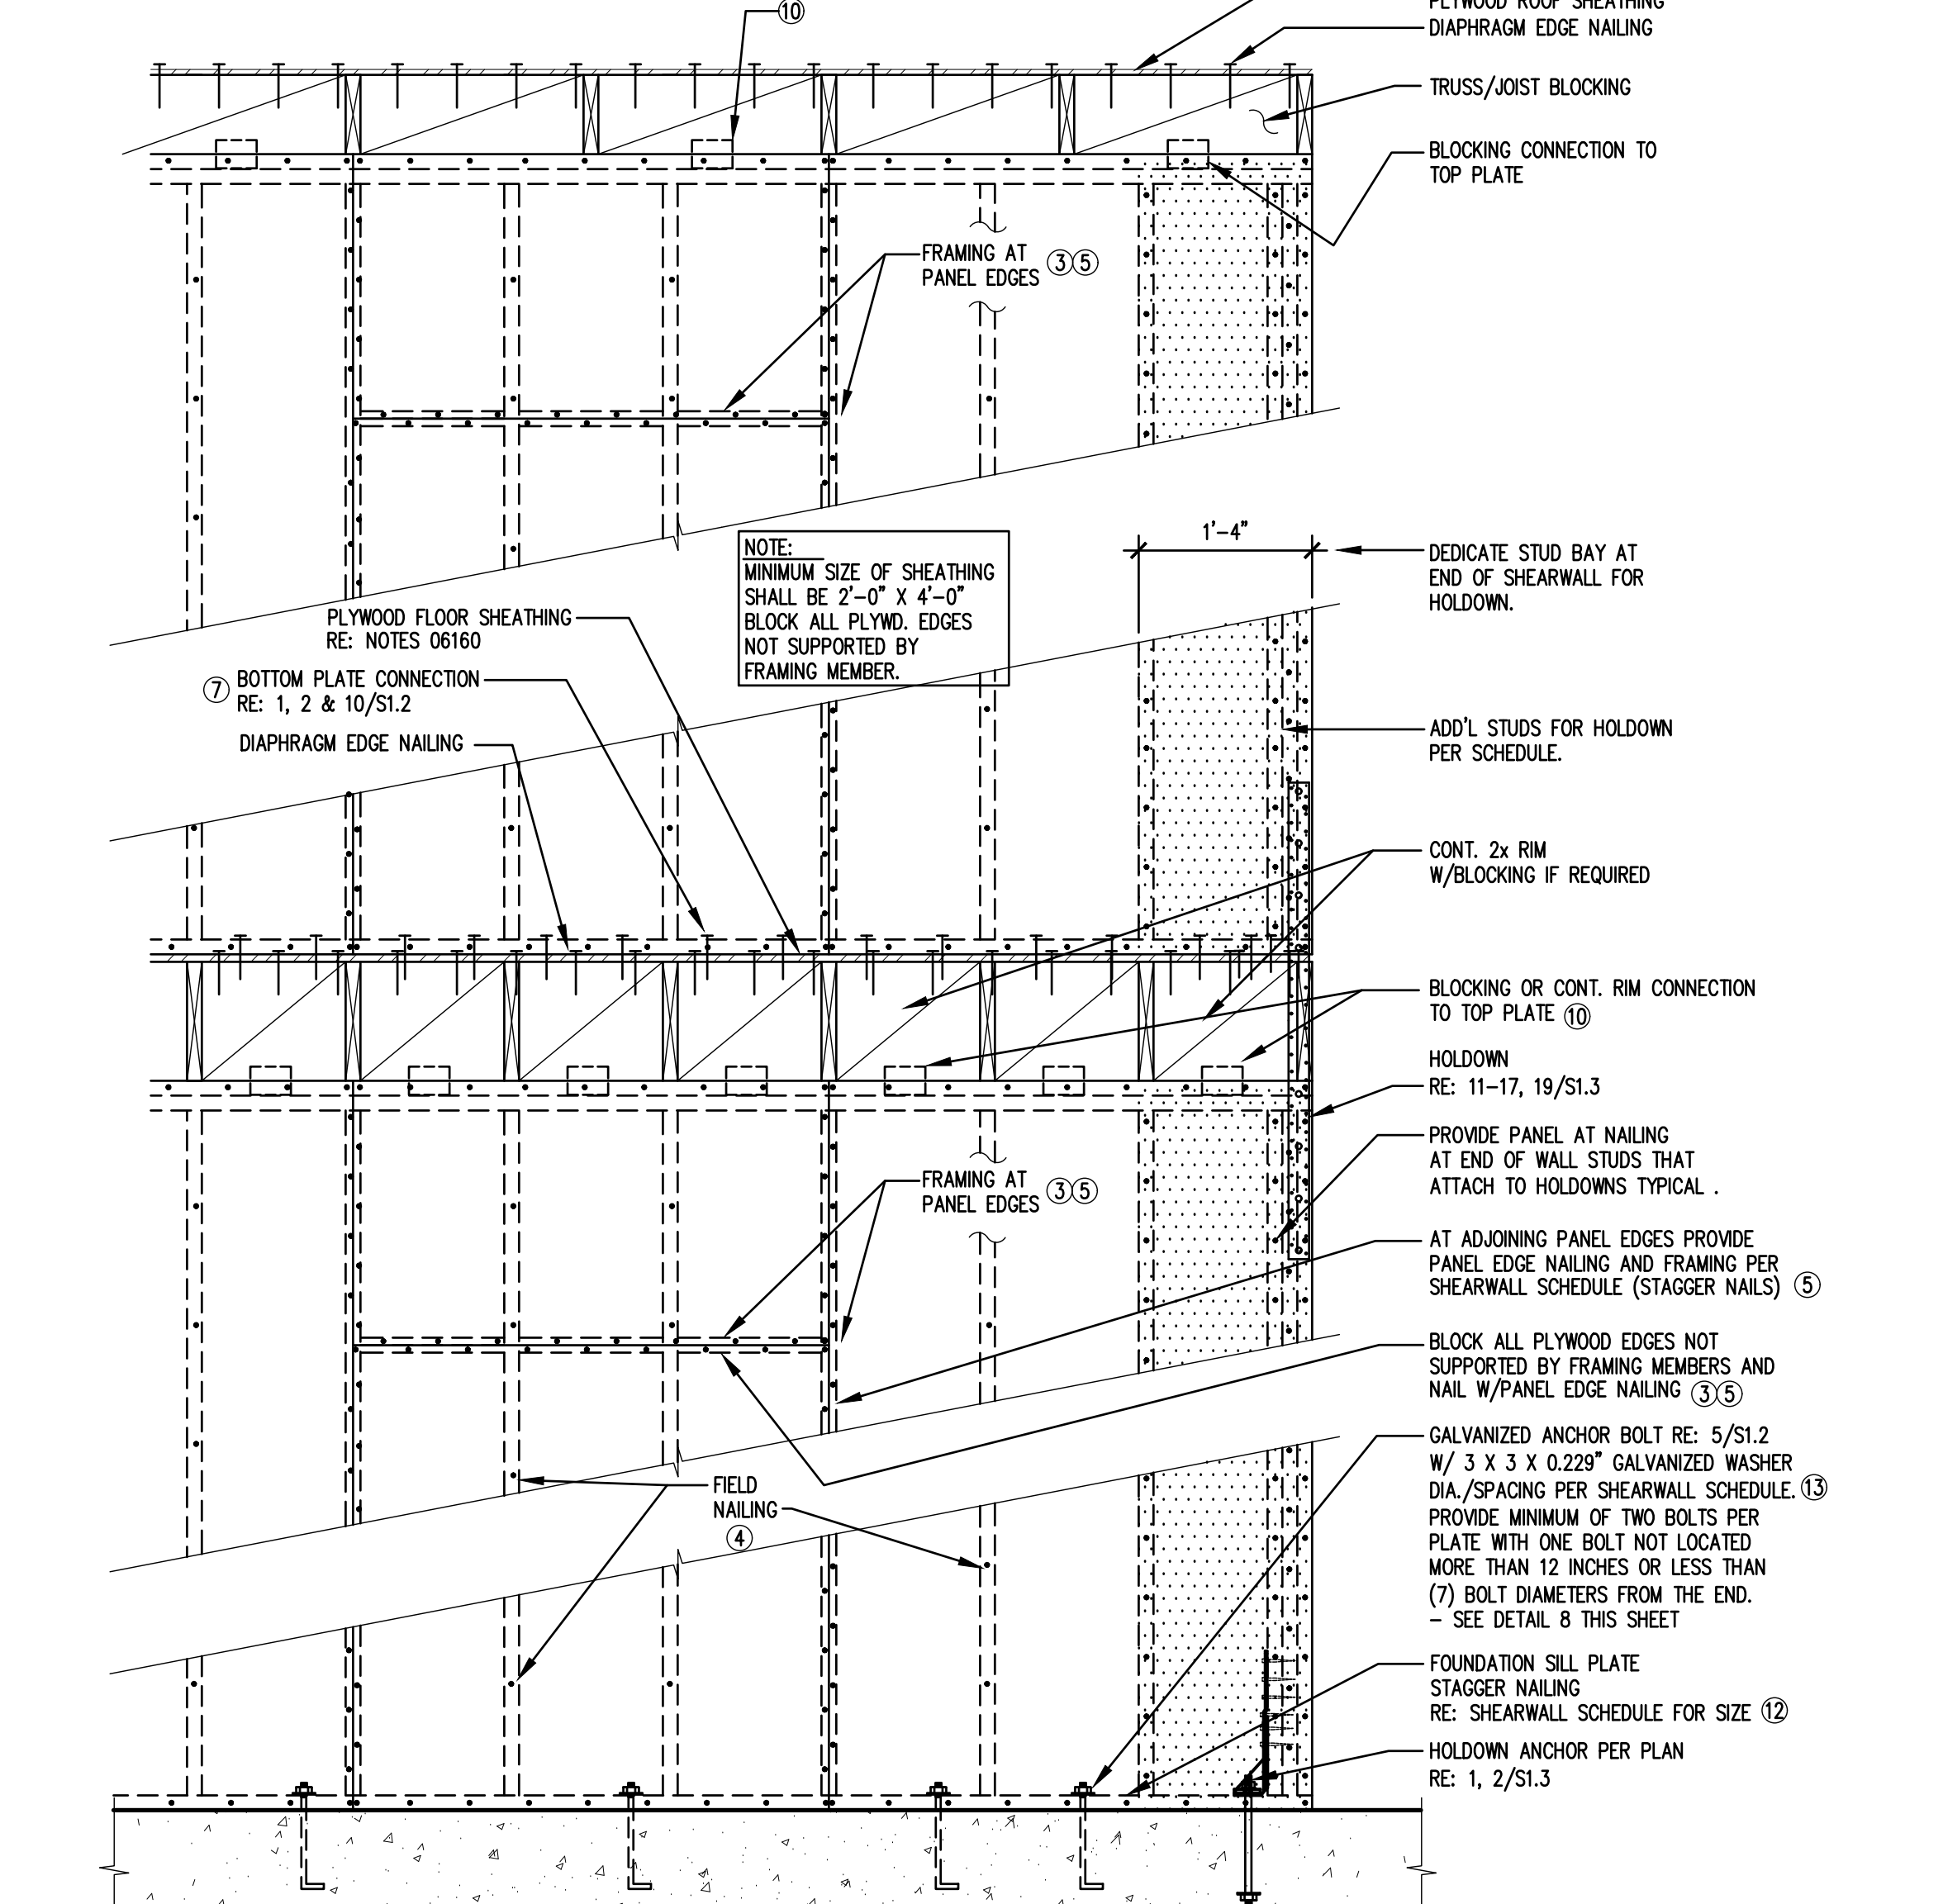 10
PLYWOOD ROOF SHEATHING
DIAPHRAGM EDGE NAILING
TRUSS/JOIST BLOCKING
BLOCKING CONNECTION TO
TOP PLATE
FRAMING AT
PANEL EDGES 3 5
NOTE:
MINIMUM SIZE OF SHEATHING
SHALL BE 2'-0" X 4'-0"
BLOCK ALL PLYWD. EDGES
NOT SUPPORTED BY
FRAMING MEMBER.
1'-4"
DEDICATE STUD BAY AT
END OF SHEARWALL FOR
HOLDOWN.
PLYWOOD FLOOR SHEATHING
RE: NOTES 06160
7 BOTTOM PLATE CONNECTION
RE: 1, 2 & 10/S1.2
DIAPHRAGM EDGE NAILING
ADD'L STUDS FOR HOLDOWN
PER SCHEDULE.
CONT. 2x RIM
W/BLOCKING IF REQUIRED
BLOCKING OR CONT. RIM CONNECTION
TO TOP PLATE 10
HOLDOWN
RE: 11-17, 19/S1.3
PROVIDE PANEL AT NAILING
AT END OF WALL STUDS THAT
ATTACH TO HOLDOWNS TYPICAL .
FRAMING AT
PANEL EDGES 3 5
AT ADJOINING PANEL EDGES PROVIDE
PANEL EDGE NAILING AND FRAMING PER
SHEARWALL SCHEDULE (STAGGER NAILS) 5
BLOCK ALL PLYWOOD EDGES NOT
SUPPORTED BY FRAMING MEMBERS AND
NAIL W/PANEL EDGE NAILING 3 5
FIELD
NAILING
4
GALVANIZED ANCHOR BOLT RE: 5/S1.2
W/ 3 X 3 X 0.229" GALVANIZED WASHER
DIA./SPACING PER SHEARWALL SCHEDULE. 13
PROVIDE MINIMUM OF TWO BOLTS PER
PLATE WITH ONE BOLT NOT LOCATED
MORE THAN 12 INCHES OR LESS THAN
(7) BOLT DIAMETERS FROM THE END.
- SEE DETAIL 8 THIS SHEET
FOUNDATION SILL PLATE
STAGGER NAILING
RE: SHEARWALL SCHEDULE FOR SIZE 12
HOLDOWN ANCHOR PER PLAN
RE: 1, 2/S1.3